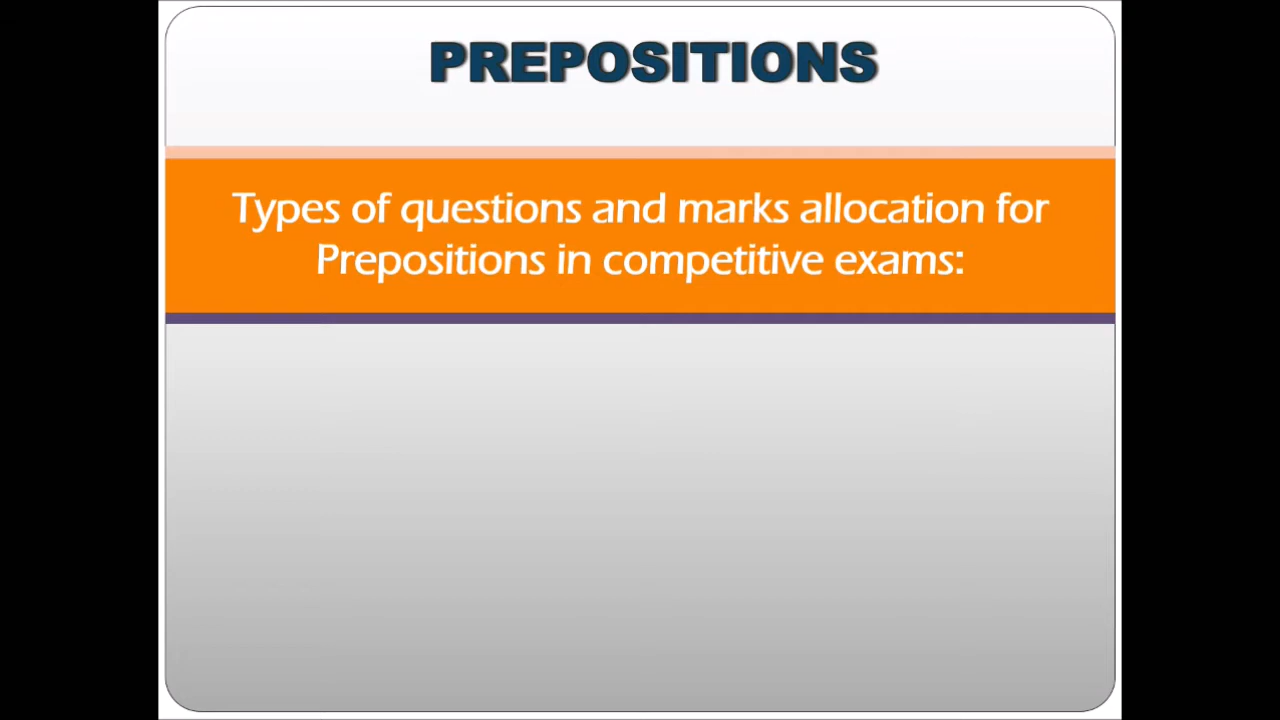 PREPOSITIONS
Types of questions and marks allocation for
Prepositions in competitive exams: